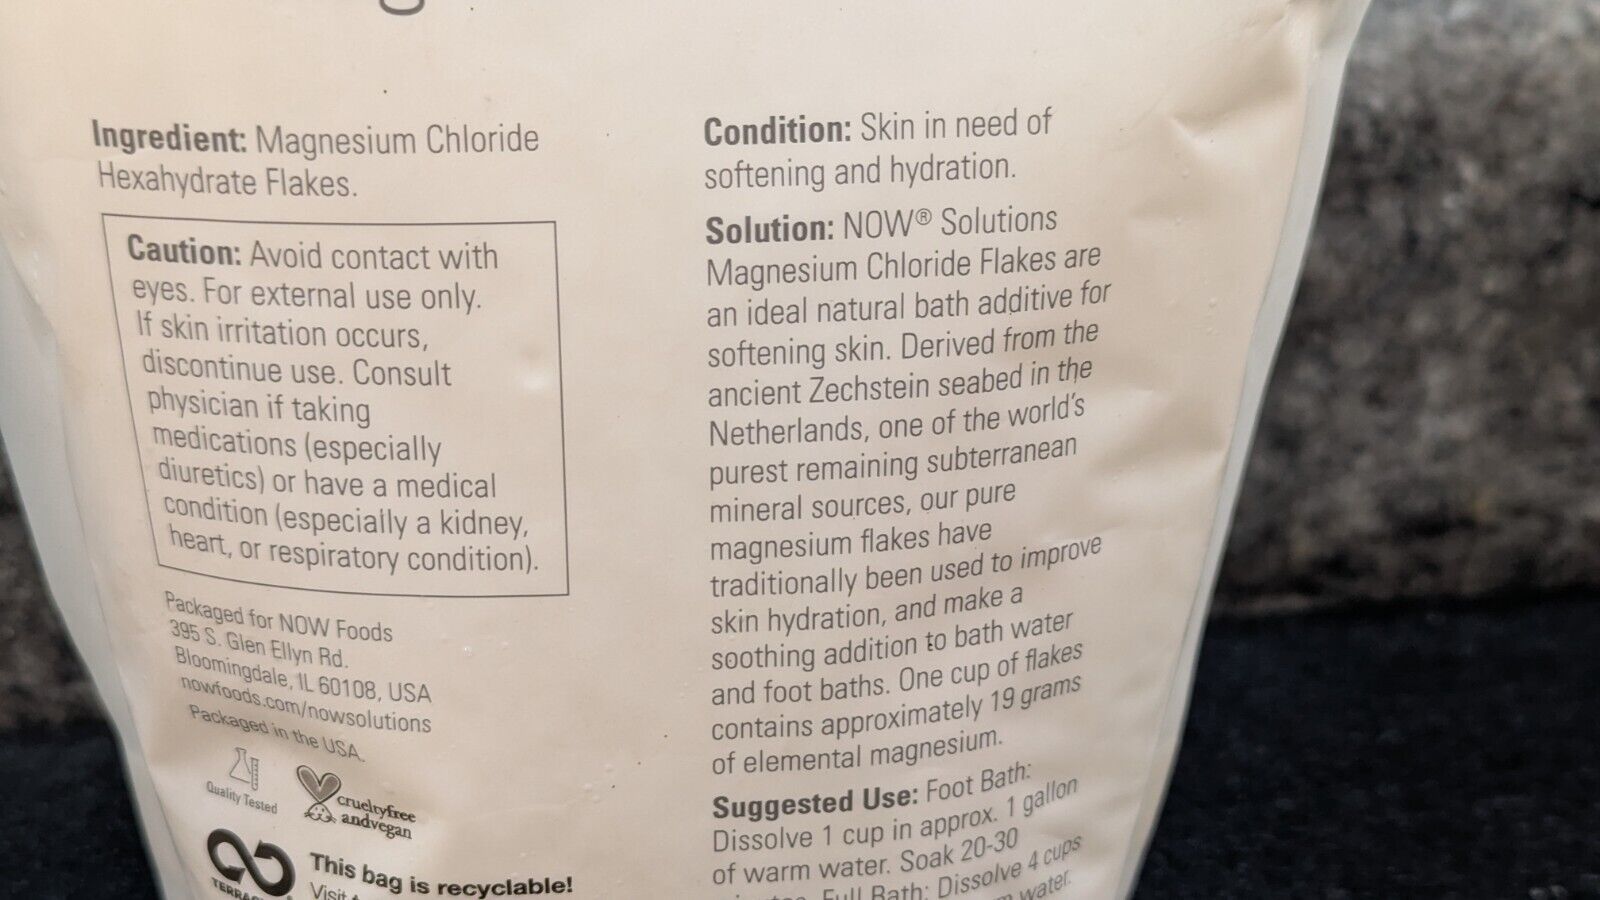 Ingredient: Magnesium Chloride
Hexahydrate Flakes.
Caution: Avoid contact with
eyes. For external use only.
If skin irritation occurs,
discontinue use. Consult
physician if taking
medications (especially
diuretics) or have a medical
condition (especially a kidney,
heart, or respiratory condition).
Packaged for NOW Foods
395 S. Glen Ellyn Rd.
Bloomingdale, IL 60108, USA
nowfoods.com/nowsolutions
Packaged in the USA.
Quality Tested
crueltyfree
andvegan
This bag is recyclable!
Visit
Condition: Skin in need of
softening and hydration.
Solution: NOW® Solutions
Magnesium Chloride Flakes are
an ideal natural bath additive for
softening skin. Derived from the
ancient Zechstein seabed in the
Netherlands, one of the world's
purest remaining subterranean
mineral sources, our pure
magnesium flakes have
traditionally been used to improve
skin hydration, and make a
soothing addition to bath water
and foot baths. One cup of flakes
contains approximately 19 grams
of elemental magnesium.
Suggested Use: Foot Bath:
Dissolve 1 cup in approx. 1 gallon
of warm water. Soak 20-30
Full Bath: Dissolve 4 cups
water.